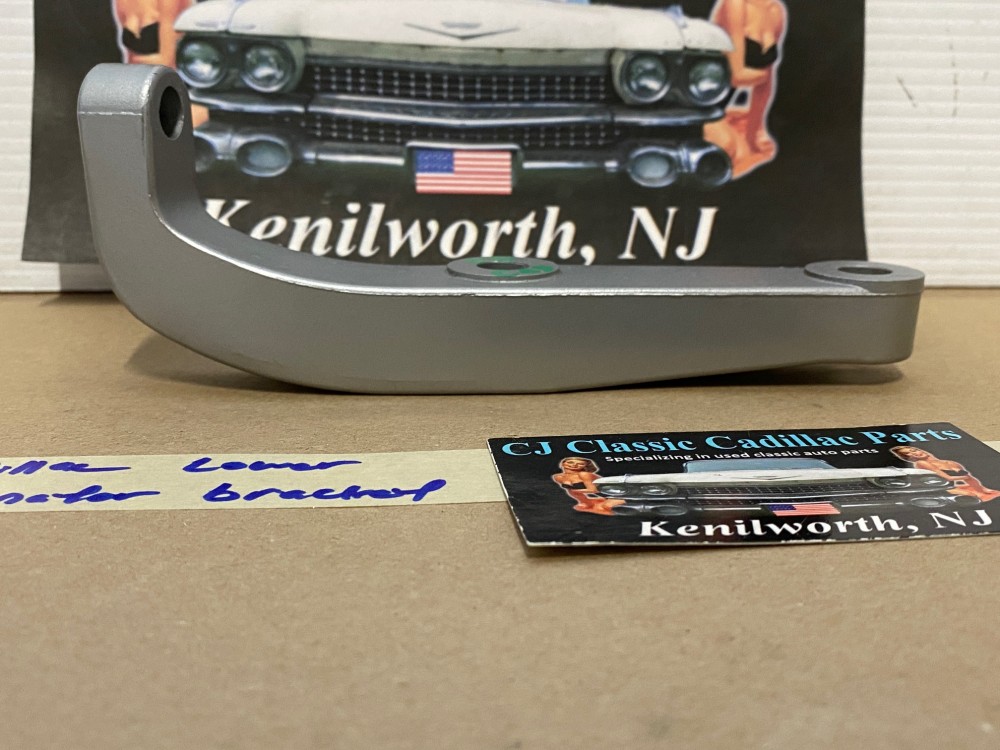 Kenilworth, NJ
Lower
bracket
CJ Classic Cadillac Parts
Specializing in used classic auto parts
Kenilworth, NJ